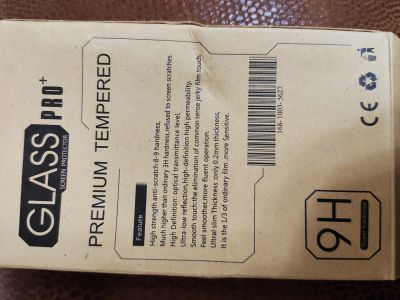 GLASS
PRO+
SCREEN PROTECTOR
PREMIUM TEMPERED
Feature
High strength anti-scratch:8-9 hardness,
Much higher than ordinary 3H hardness,refused to screen scratches.
High Definition: optical transmittance level,
Ultra-low reflection,high-definition high permeability.
Smooth touch:the elimination of common sense jerky film touch,
Feel smoother,more fluent operation.
Ultral slim Thickness :only 0.2mm thickness,
It is the 1/3 of ordinary film ,more Sensitive.
CE
9H